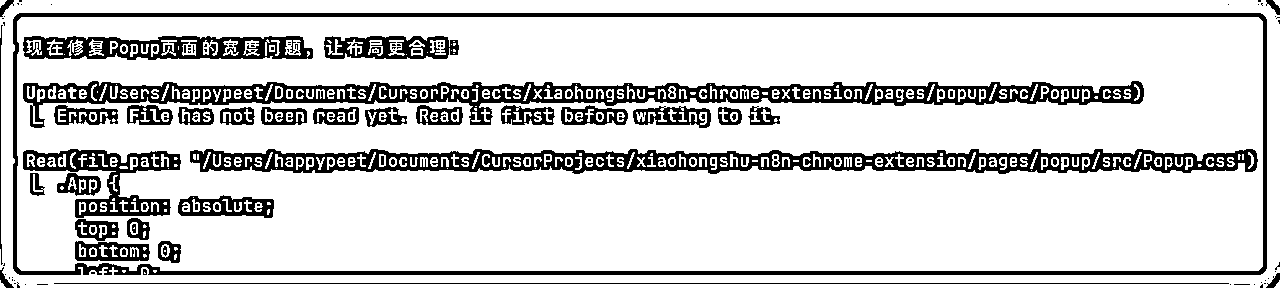 现在修复Popup页面的宽度问题，让布局更合理：
Update(/Users/happypeet/Documents/CursorProjects/xiaohongshu-n8n-chrome-extension/pages/popup/src/Popup.css)
└ Error: File has not been read yet. Read it first before writing to it.
Read(file_path: "/Users/happypeet/Documents/CursorProjects/xiaohongshu-n8n-chrome-extension/pages/popup/src/Popup.css")
└ .App {
position: absolute;
top: 0;
bottom: 0;
left: 0;